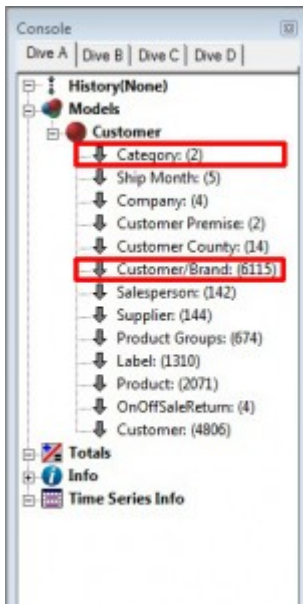 Console
Dive A Dive B Dive C Dive D
History(None)
Models
Customer
Category: (2)
Ship Month: (5)
Company: (4)
Customer Premise: (2)
Customer County: (14)
Customer/Brand: (6115)
Salesperson: (142)
Supplier: (144)
Product Groups: (674)
Label: (1310)
Product: (2071)
OnOffSaleReturn: (4)
Customer: (4806)
Totals
Info
Time Series Info